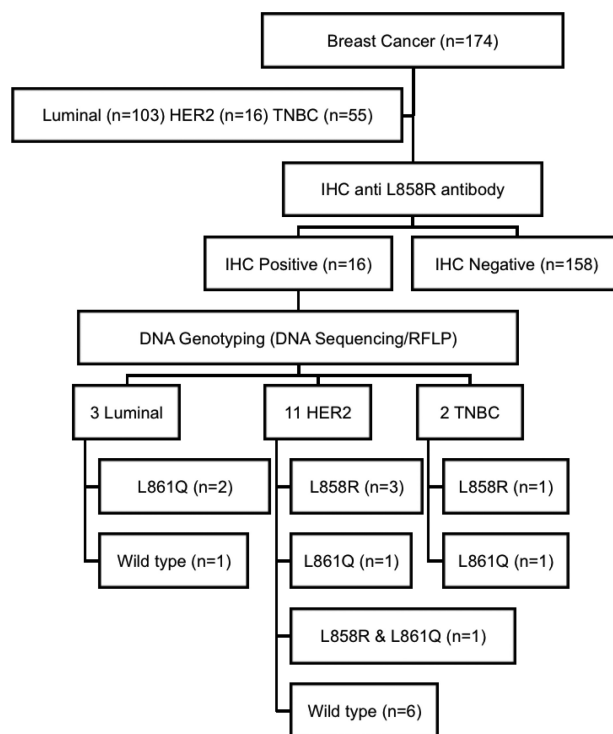 Breast Cancer (n=174)
Luminal (n=103) HER2 (n=16) TNBC (n=55)
IHC anti L858R antibody
IHC Positive (n=16)
IHC Negative (n=158)
DNA Genotyping (DNA Sequencing/RFLP)
3 Luminal
11 HER2
2 TNBC
L861Q (n=2)
L858R (n=3)
L858R (n=1)
Wild type (n=1)
L861Q (n=1)
L861Q (n=1)
L858R & L861Q (n=1)
Wild type (n=6)